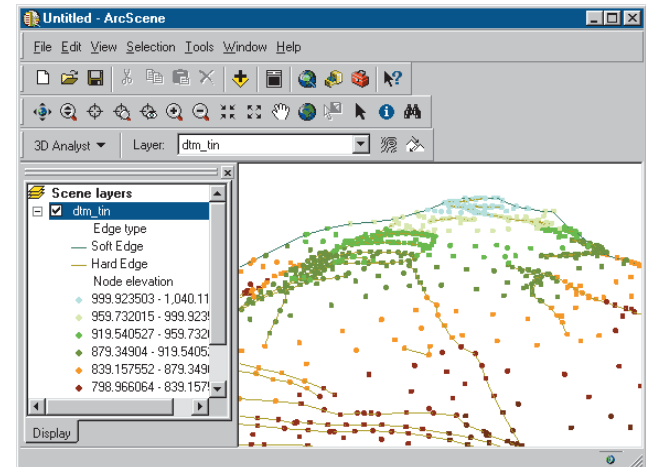 Untitled - ArcScene
File Edit View Selection Tools Window Help
3D Analyst Layer: dtm_tin
Scene layers
dtm_tin
Edge type
Soft Edge
Hard Edge
Node elevation
999.923503 - 1,040.11
959.732015 - 999.923
919.540527 - 959.732
879.34904 - 919.5405
839.157552 - 879.349
798.966064 - 839.157
Display